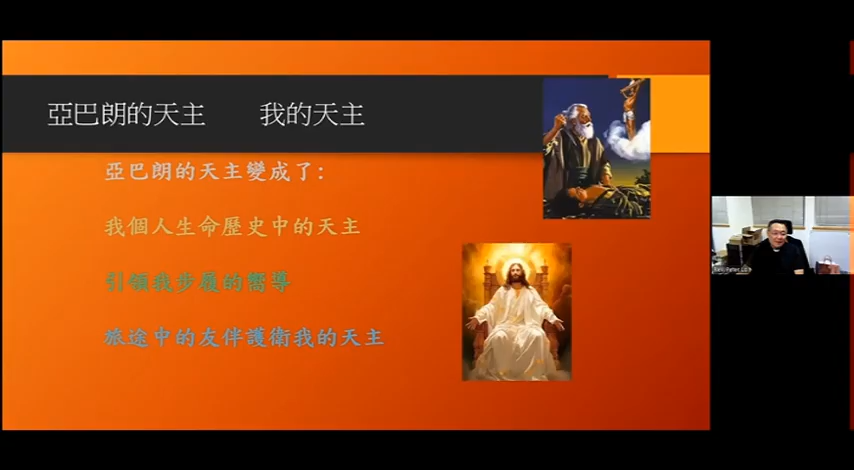 亞巴朗的天主　我的天主
亞巴朗的天主變成了:
我個人生命歷史中的天主
引領我步履的嚮導
旅途中的友伴護衛我的天主